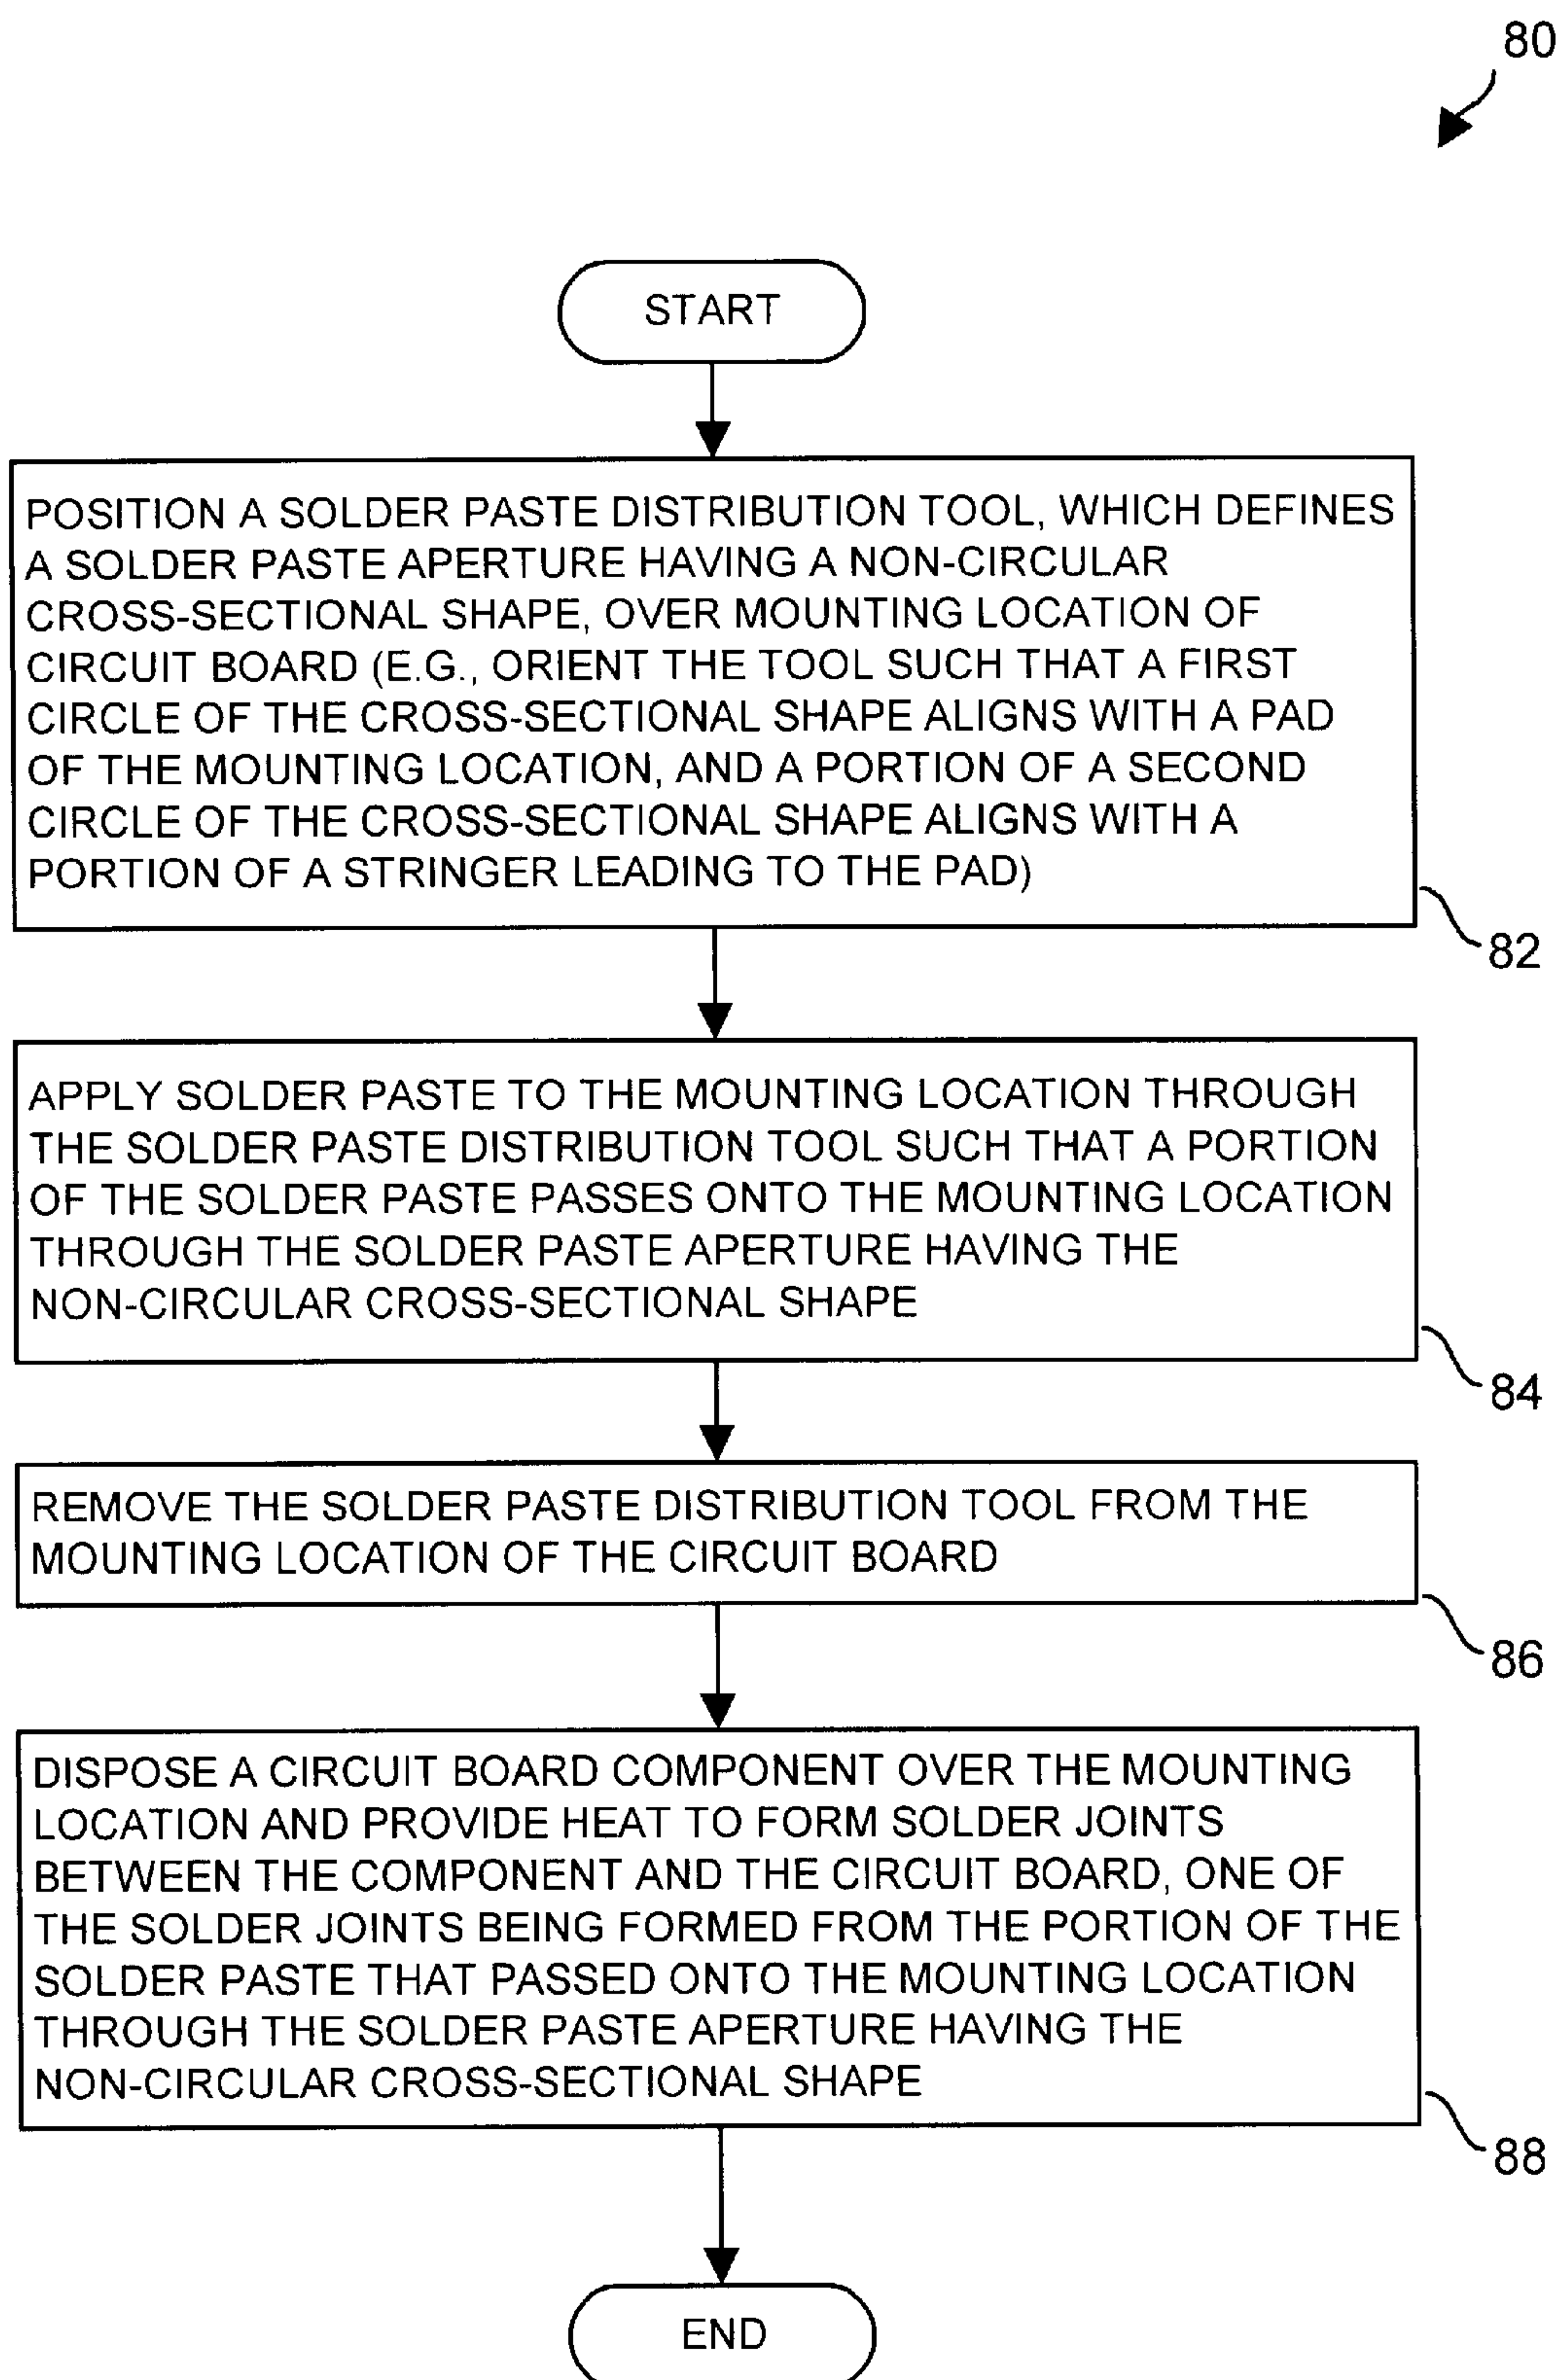 80
START
POSITION A SOLDER PASTE DISTRIBUTION TOOL, WHICH DEFINES
A SOLDER PASTE APERTURE HAVING A NON-CIRCULAR
CROSS-SECTIONAL SHAPE, OVER MOUNTING LOCATION OF
CIRCUIT BOARD (E.G., ORIENT THE TOOL SUCH THAT A FIRST
CIRCLE OF THE CROSS-SECTIONAL SHAPE ALIGNS WITH A PAD
OF THE MOUNTING LOCATION, AND A PORTION OF A SECOND
CIRCLE OF THE CROSS-SECTIONAL SHAPE ALIGNS WITH A
PORTION OF A STRINGER LEADING TO THE PAD)
82
APPLY SOLDER PASTE TO THE MOUNTING LOCATION THROUGH
THE SOLDER PASTE DISTRIBUTION TOOL SUCH THAT A PORTION
OF THE SOLDER PASTE PASSES ONTO THE MOUNTING LOCATION
THROUGH THE SOLDER PASTE APERTURE HAVING THE
NON-CIRCULAR CROSS-SECTIONAL SHAPE
84
REMOVE THE SOLDER PASTE DISTRIBUTION TOOL FROM THE
MOUNTING LOCATION OF THE CIRCUIT BOARD
86
DISPOSE A CIRCUIT BOARD COMPONENT OVER THE MOUNTING
LOCATION AND PROVIDE HEAT TO FORM SOLDER JOINTS
BETWEEN THE COMPONENT AND THE CIRCUIT BOARD, ONE OF
THE SOLDER JOINTS BEING FORMED FROM THE PORTION OF THE
SOLDER PASTE THAT PASSED ONTO THE MOUNTING LOCATION
THROUGH THE SOLDER PASTE APERTURE HAVING THE
NON-CIRCULAR CROSS-SECTIONAL SHAPE
88
END